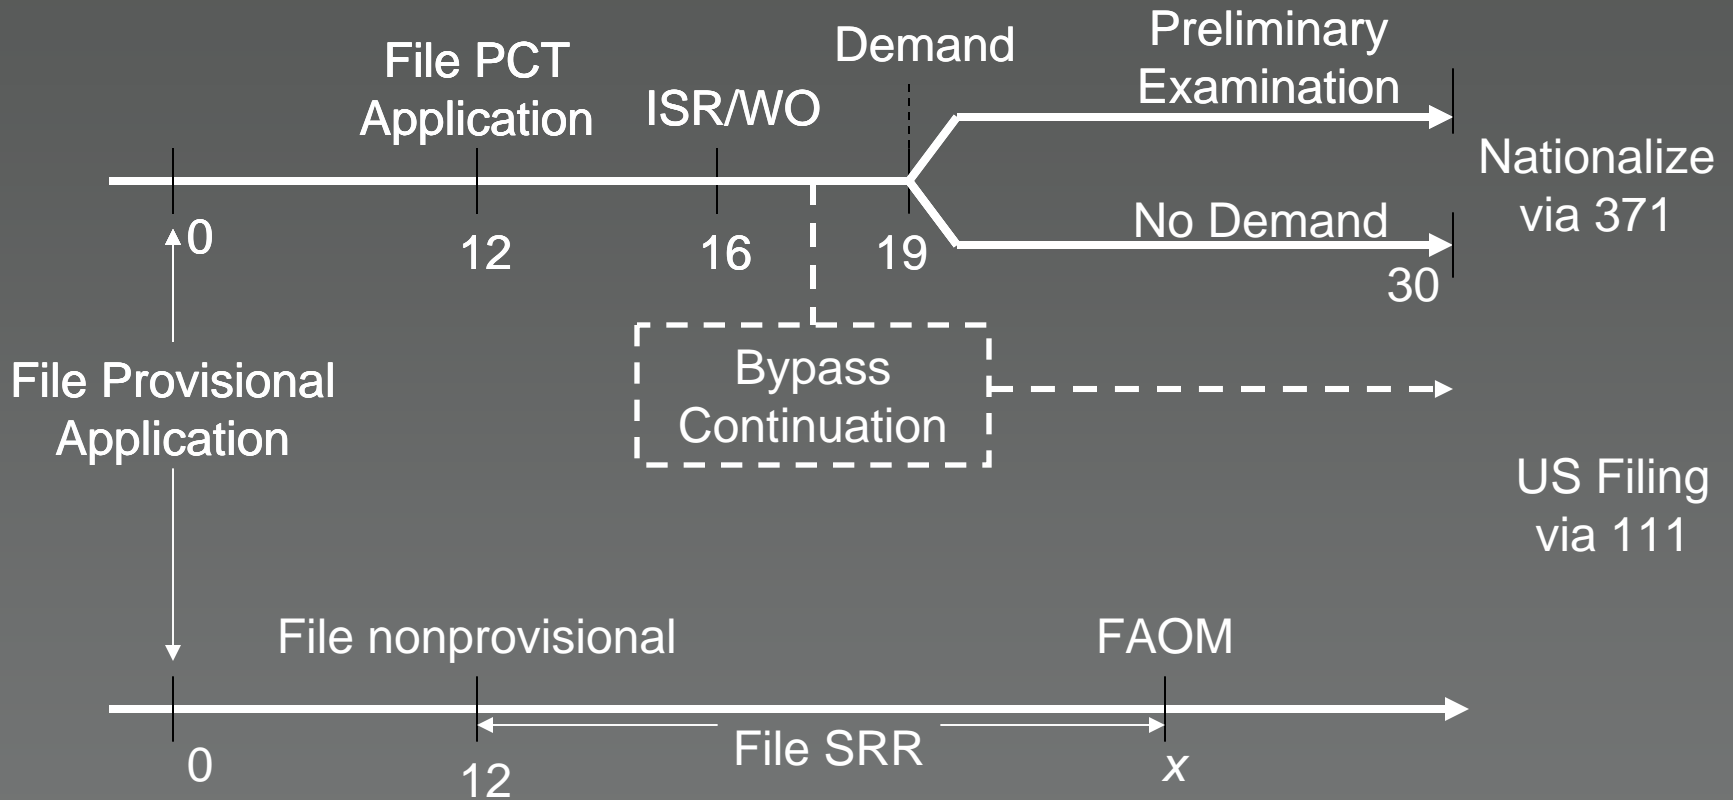 File PCT
Application
ISR/WO
Demand
Preliminary
Examination
Nationalize
via 371
0
12
16
19
No Demand
30
File Provisional
Application
Bypass
Continuation
US Filing
via 111
File nonprovisional
FAOM
0
12
File SRR
x